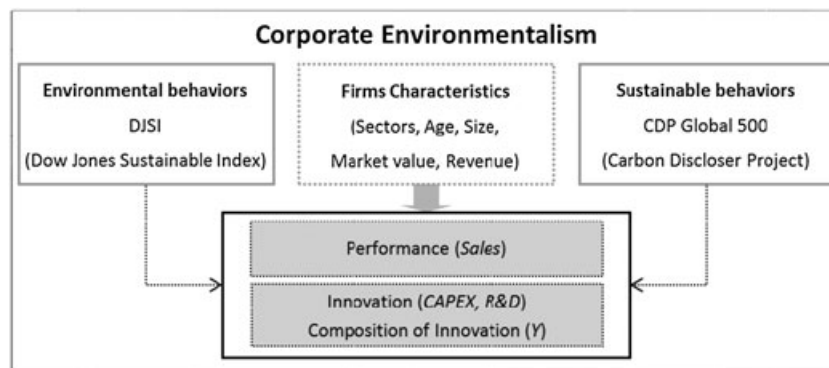 Corporate Environmentalism
Environmental behaviors
DJSI
(Dow Jones Sustainable Index)
Firms Characteristics
(Sectors, Age, Size,
Market value, Revenue)
Sustainable behaviors
CDP Global 500
(Carbon Discloser Project)
Performance (Sales)
Innovation (CAPEX, R&D)
Composition of Innovation (Y)